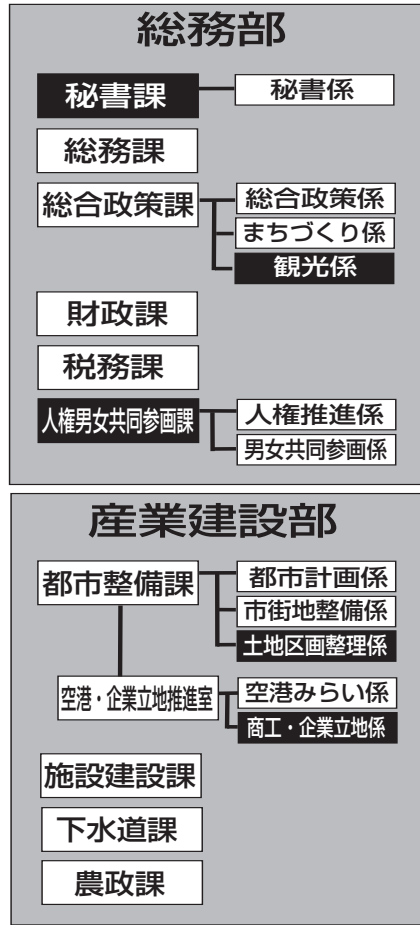 総務部
秘書課
秘書係
総務課
総合政策課
総合政策係
まちづくり係
観光係
財政課
税務課
人権男女共同参画課
人権推進係
男女共同参画係
産業建設部
都市整備課
都市計画係
市街地整備係
土地区画整理係
空港・企業立地推進室
空港みらい係
商工・企業立地係
施設建設課
下水道課
農政課